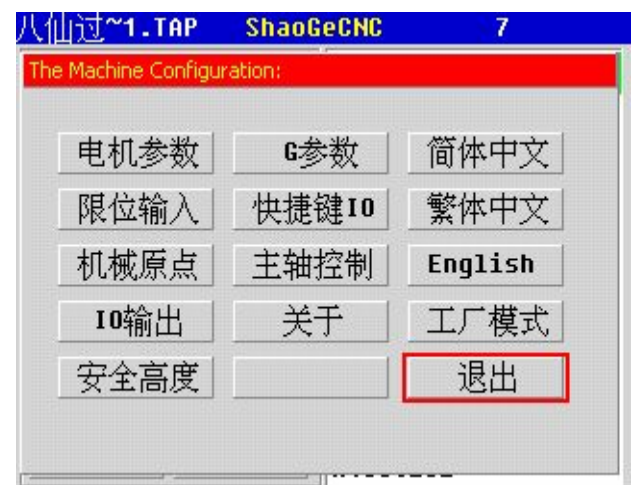 八仙过~1.TAP ShaoGeCNC 7
The Machine Configuration:
电机参数 G参数 简体中文
限位输入 快捷键IO 繁体中文
机械原点 主轴控制 English
IO输出 关于 工厂模式
安全高度 退出